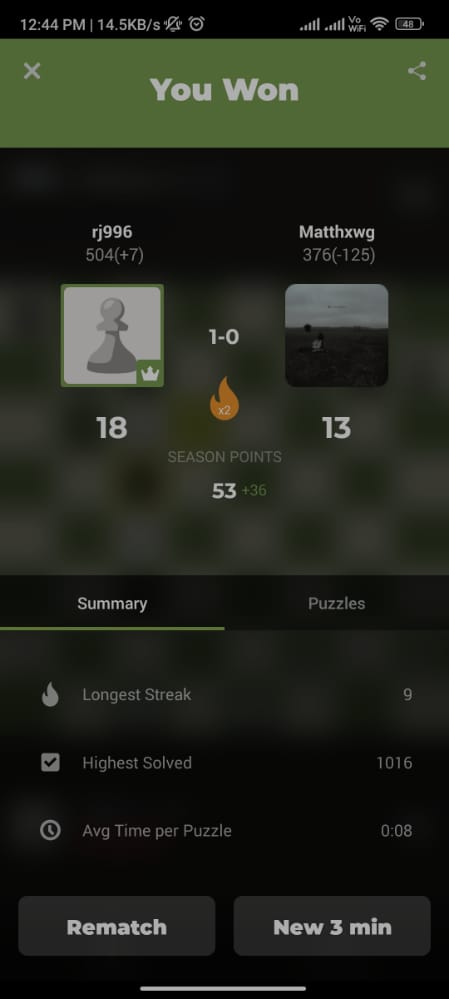 12:44 PM | 14.5KB/s
Vo
WiFi
48
You Won
rj996
504(+7)
Matthxwg
376(-125)
1-0
x2
18
13
SEASON POINTS
53 +36
Summary
Puzzles
Longest Streak
9
Highest Solved
1016
Avg Time per Puzzle
0:08
Rematch
New 3 min